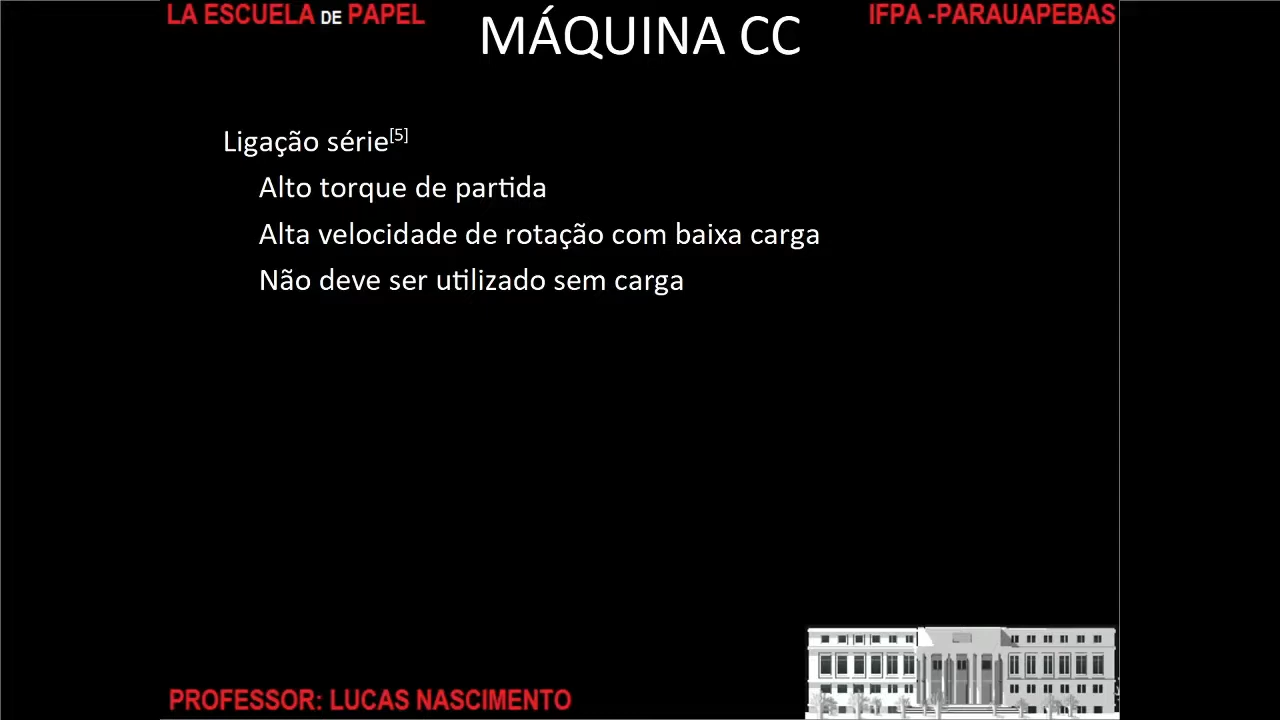 LA ESCUELA DE PAPEL
IFPA -PARAUAPEBAS
MÁQUINA CC
Ligação série[5]
Alto torque de partida
Alta velocidade de rotação com baixa carga
Não deve ser utilizado sem carga
PROFESSOR: LUCAS NASCIMENTO